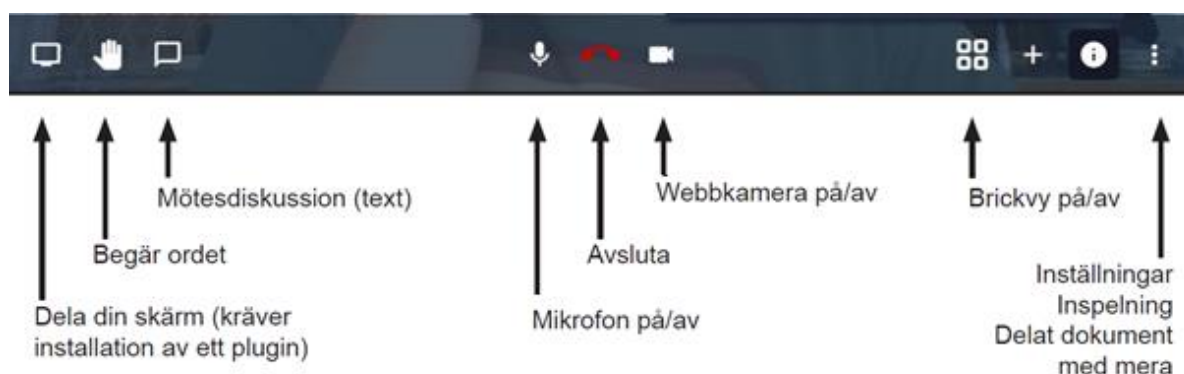 Mötesdiskussion (text)
Begär ordet
Dela din skärm (kräver
installation av ett plugin)
Webbkamera på/av
Avsluta
Mikrofon på/av
Brickvy på/av
Inställningar
Inspelning
Delat dokument
med mera